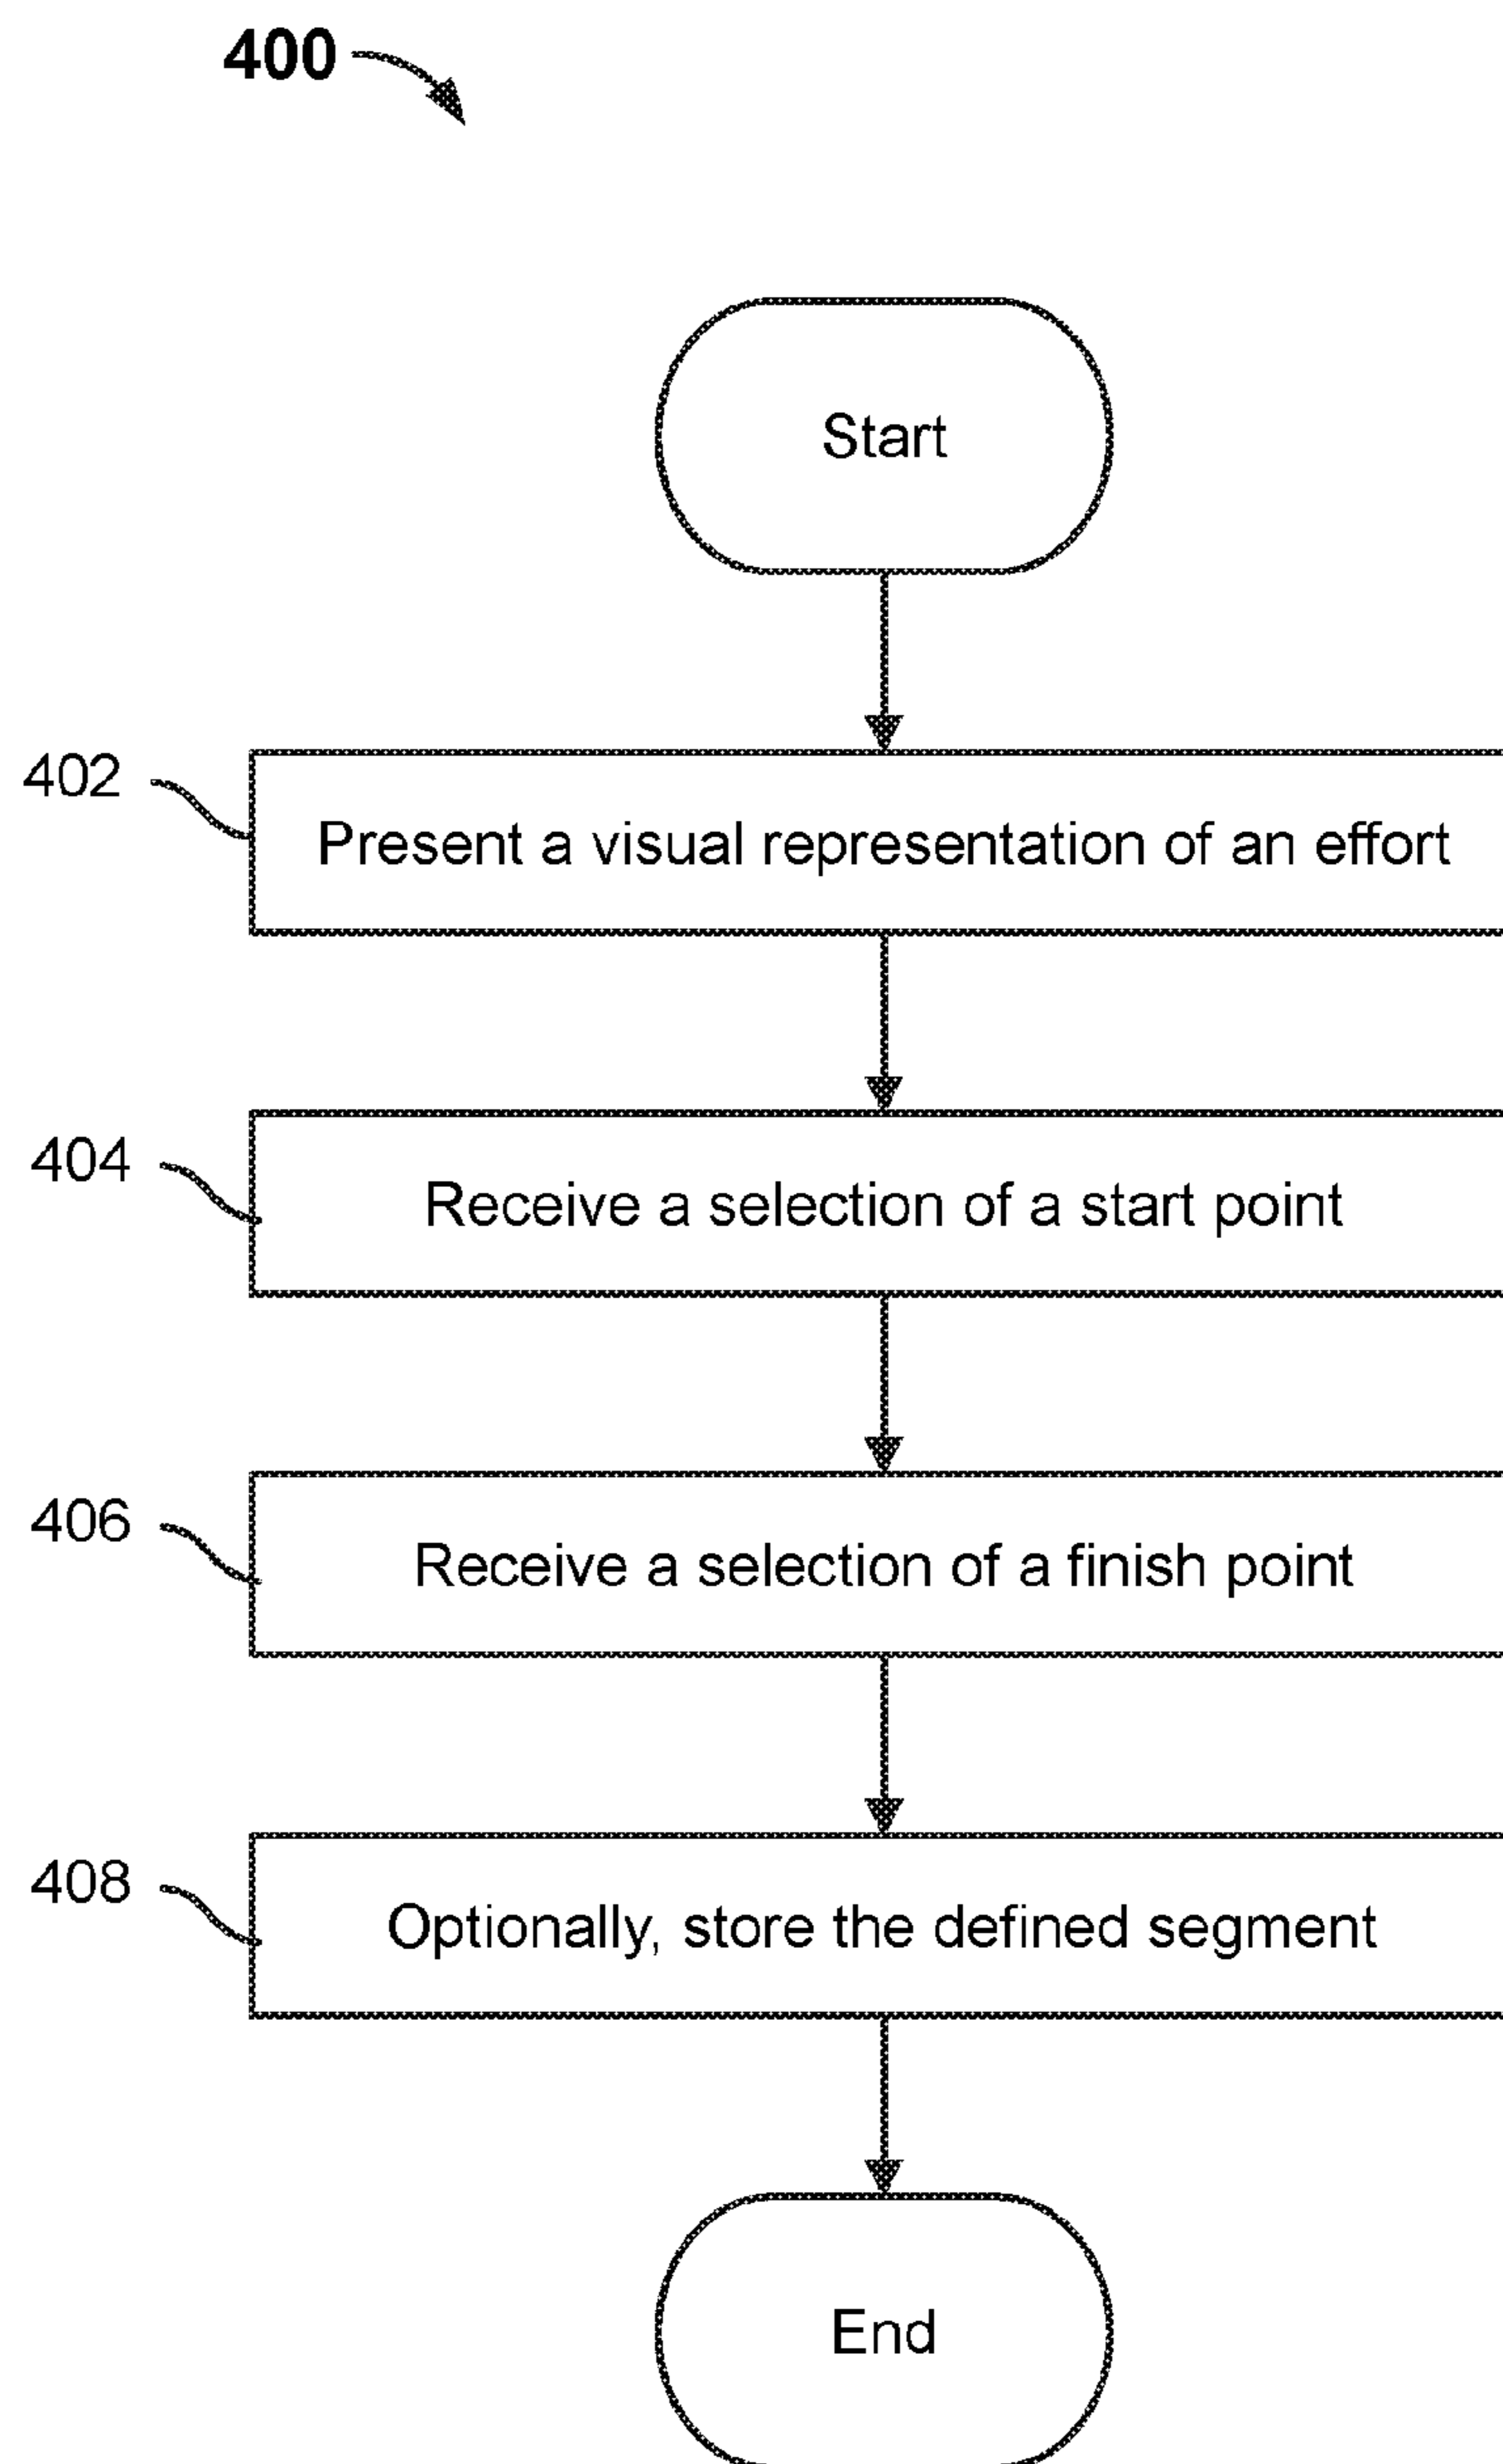 400
Start
402
Present a visual representation of an effort
404
Receive a selection of a start point
406
Receive a selection of a finish point
408
Optionally, store the defined segment
End